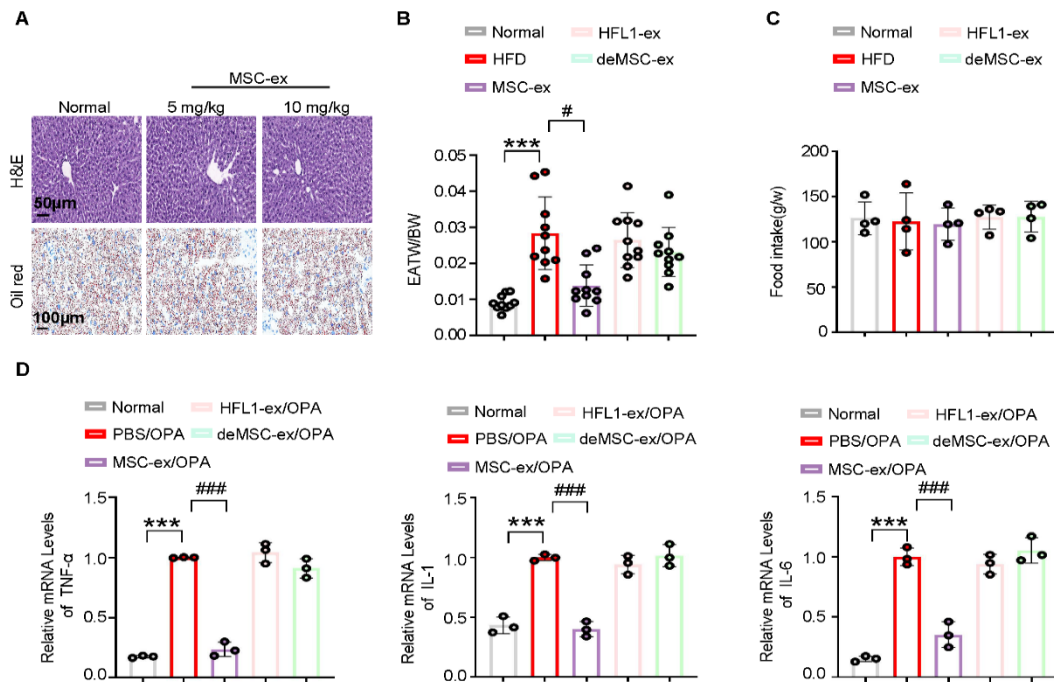 A
MSC-ex
Normal
5 mg/kg
10 mg/kg
H&E
50μm
Oil red
100μm
B
Normal
HFL1-ex
HFD
deMSC-ex
MSC-ex
#
***
EATW/BW
0.05
0.04
0.03
0.02
0.01
0.00
C
Normal
HFL1-ex
HFD
deMSC-ex
MSC-ex
Food intake(g/w)
200
150
100
50
0
D
Normal
HFL1-ex/OPA
PBS/OPA
deMSC-ex/OPA
MSC-ex/OPA
###
***
Relative mRNA Levels
of TNF-α
1.5
1.0
0.5
0.0
Normal
HFL1-ex/OPA
PBS/OPA
deMSC-ex/OPA
MSC-ex/OPA
###
***
Relative mRNA Levels
of IL-1
1.5
1.0
0.5
0.0
Normal
HFL1-ex/OPA
PBS/OPA
deMSC-ex/OPA
MSC-ex/OPA
###
***
Relative mRNA Levels
of IL-6
1.5
1.0
0.5
0.0